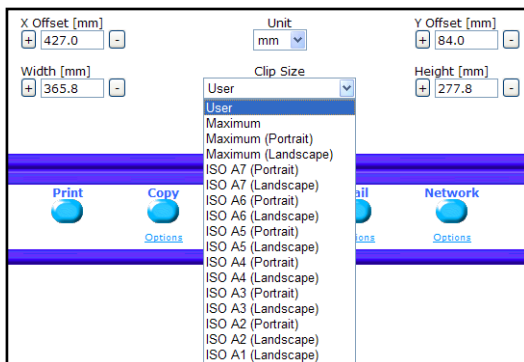 X Offset [mm]
+ 427.0 -
Unit
mm
Y Offset [mm]
+ 84.0 -
Width [mm]
+ 365.8 -
Clip Size
User
Height [mm]
+ 277.8 -
User
Maximum
Maximum (Portrait)
Maximum (Landscape)
ISO A7 (Portrait)
ISO A7 (Landscape)
ISO A6 (Portrait)
ISO A6 (Landscape)
ISO A5 (Portrait)
ISO A5 (Landscape)
ISO A4 (Portrait)
ISO A4 (Landscape)
ISO A3 (Portrait)
ISO A3 (Landscape)
ISO A2 (Portrait)
ISO A2 (Landscape)
ISO A1 (Landscape)
Print
Copy
Options
ail
ions
Network
Options